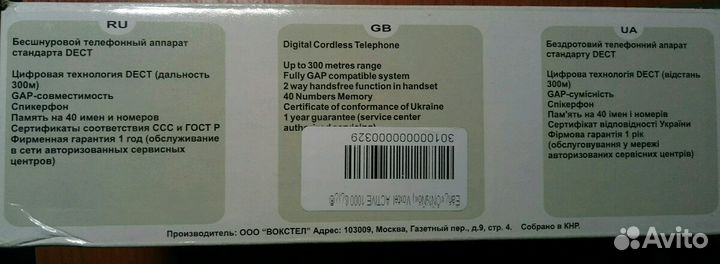 RU
Бесшнуровой телефонный аппарат
стандарта DECT
Цифровая технология DECT (дальность
300м)
GAP-совместимость
Спикерфон
Память на 40 имен и номеров
Сертификаты соответствия ССС и ГОСТ Р
Фирменная гарантия 1 год (обслуживание
в сети авторизованных сервисных
центров)
GB
Digital Cordless Telephone
Up to 300 metres range
Fully GAP compatible system
2 way handsfree function in handset
40 Numbers Memory
Certificate of conformance of Ukraine
1 year guarantee (service center
3010000000000329
Voxtel ACTIVE 1000
UA
Бездротовий телефонний апарат
стандарту DECT
Цифрова технологія DECT (відстань
300м)
GAP-сумісність
Спікерфон
Пам'ять на 40 імен і номерів
Сертифікат відповідності України
Фірмова гарантія 1 рік
(обслуговування у мережі
авторизованих сервісних центрів)
Производитель: ООО "ВОКСТЕЛ" Адрес: 103009, Москва, Газетный пер., д.9, стр. 4. Собрано в КНР.
Avito